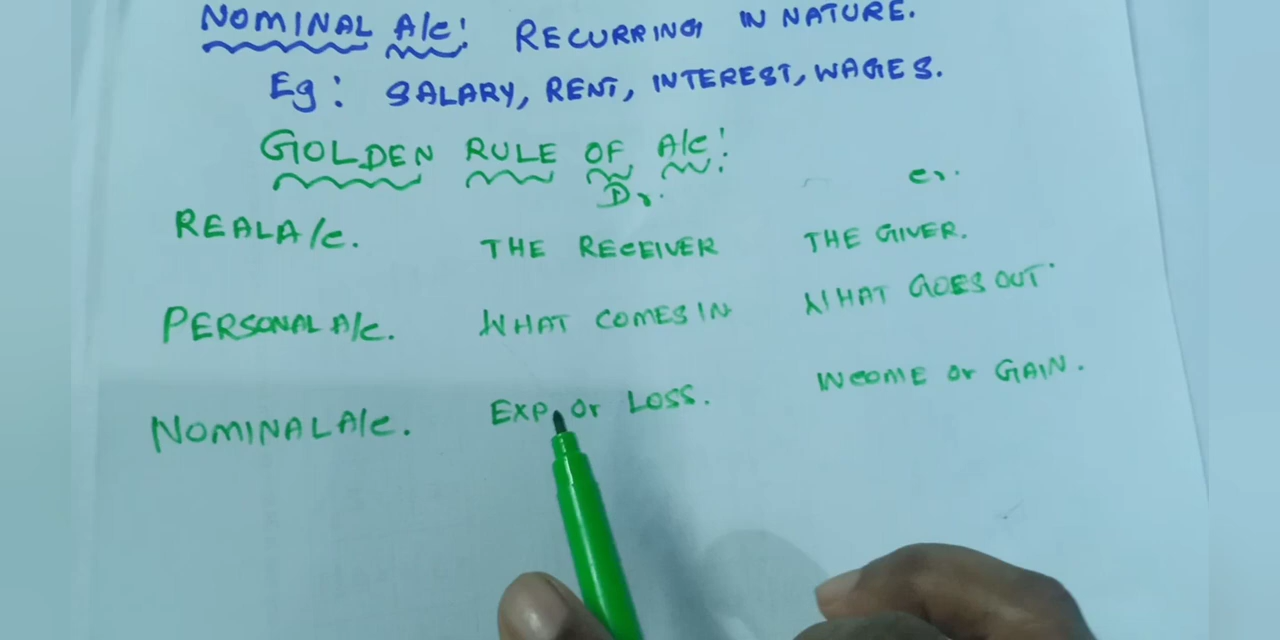 NOMINAL A/c: RECURRING IN NATURE.
Eg: SALARY, RENT, INTEREST, WAGES.
GOLDEN RULE OF A/c:
Dr. Cr.
REAL A/c. THE RECEIVER THE GIVER.
PERSONAL A/c. WHAT COMES IN WHAT GOES OUT
NOMINAL A/c. EXP. or LOSS. INCOME or GAIN.